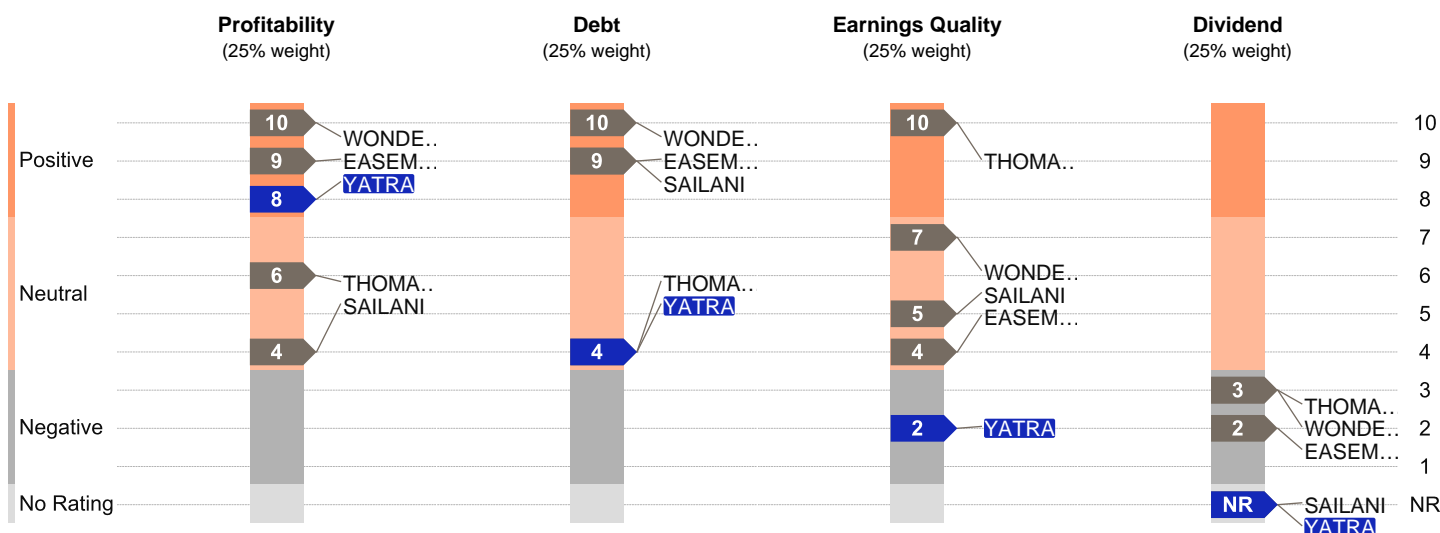 Profitability
(25% weight)
Debt
(25% weight)
Earnings Quality
(25% weight)
Dividend
(25% weight)
Positive
Neutral
Negative
No Rating
10
9
8
6
4
WONDE..
EASEM...
YATRA
THOMA..
SAILANI
10
9
4
WONDE..
EASEM...
SAILANI
THOMA..
YATRA
10
7
5
4
2
THOMA..
WONDE..
SAILANI
EASEM...
YATRA
3
2
NR
THOMA..
WONDE..
EASEM...
SAILANI
YATRA
10
9
8
7
6
5
4
3
2
1
NR